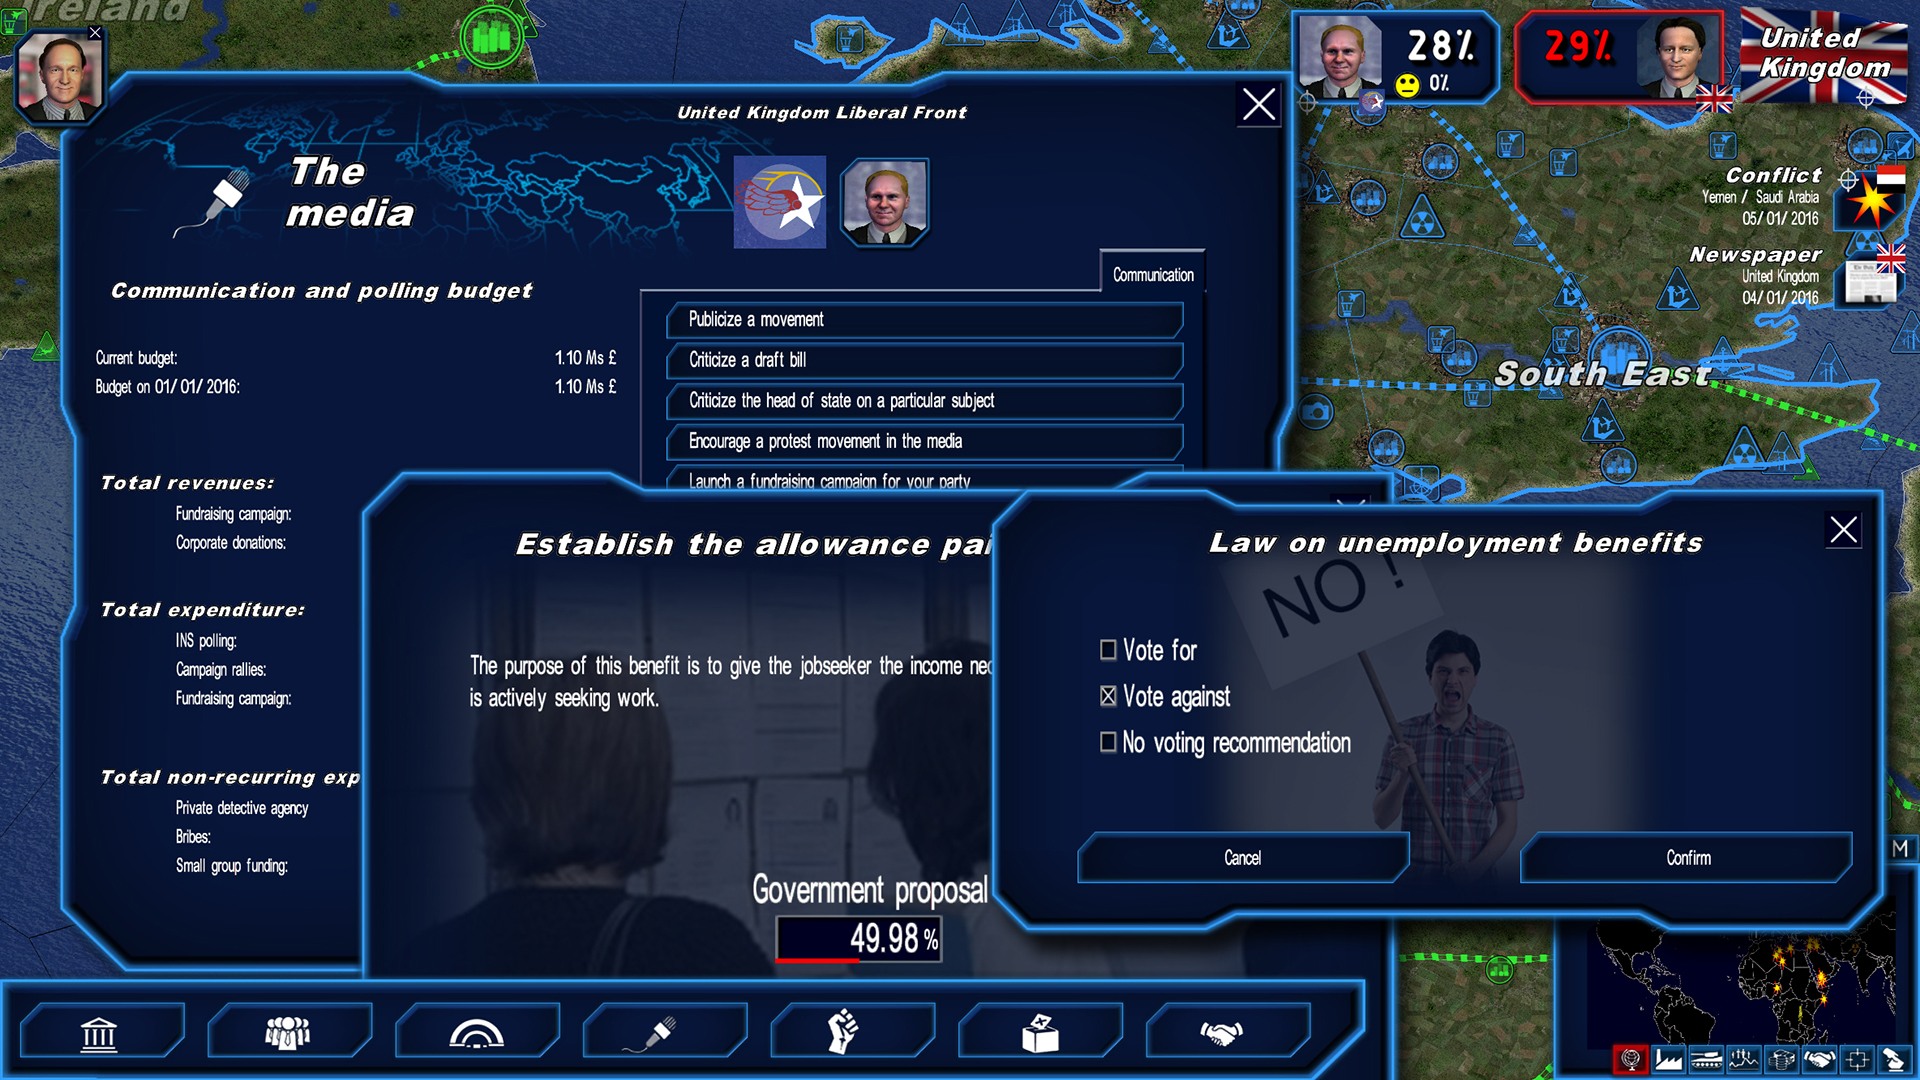 Ireland
28%
0%
29%
United
Kingdom
United Kingdom Liberal Front
The
media
Conflict
Yemen / Saudi Arabia
05/01/2016
Newspaper
United Kingdom
04/01/2016
Communication and polling budget
Communication
Current budget: 1.10 Ms £
Budget on 01/01/2016: 1.10 Ms £
Publicize a movement
Criticize a draft bill
Criticize the head of state on a particular subject
Encourage a protest movement in the media
Launch a fundraising campaign for your party
South East
Total revenues:
Fundraising campaign:
Corporate donations:
Total expenditure:
INS polling:
Campaign rallies:
Fundraising campaign:
Total non-recurring exp
Private detective agency
Bribes:
Small group funding:
Establish the allowance pai
The purpose of this benefit is to give the jobseeker the income nec
is actively seeking work.
Government proposal
49.98 %
Law on unemployment benefits
NO !
Vote for
Vote against
No voting recommendation
Cancel
Confirm
M